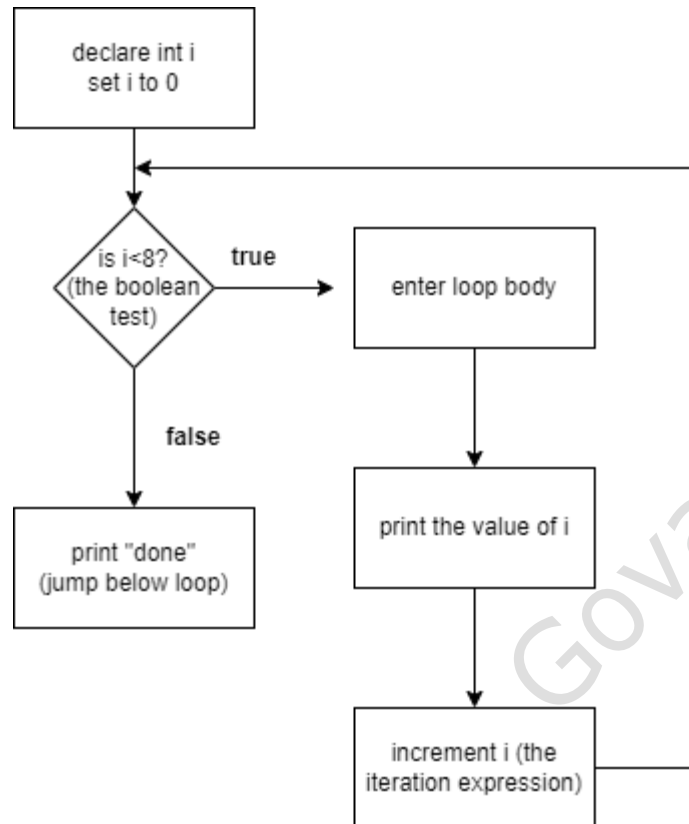 declare int i
set i to 0
is i<8?
(the boolean
test)
true
enter loop body
false
print "done"
(jump below loop)
print the value of i
increment i (the
iteration expression)